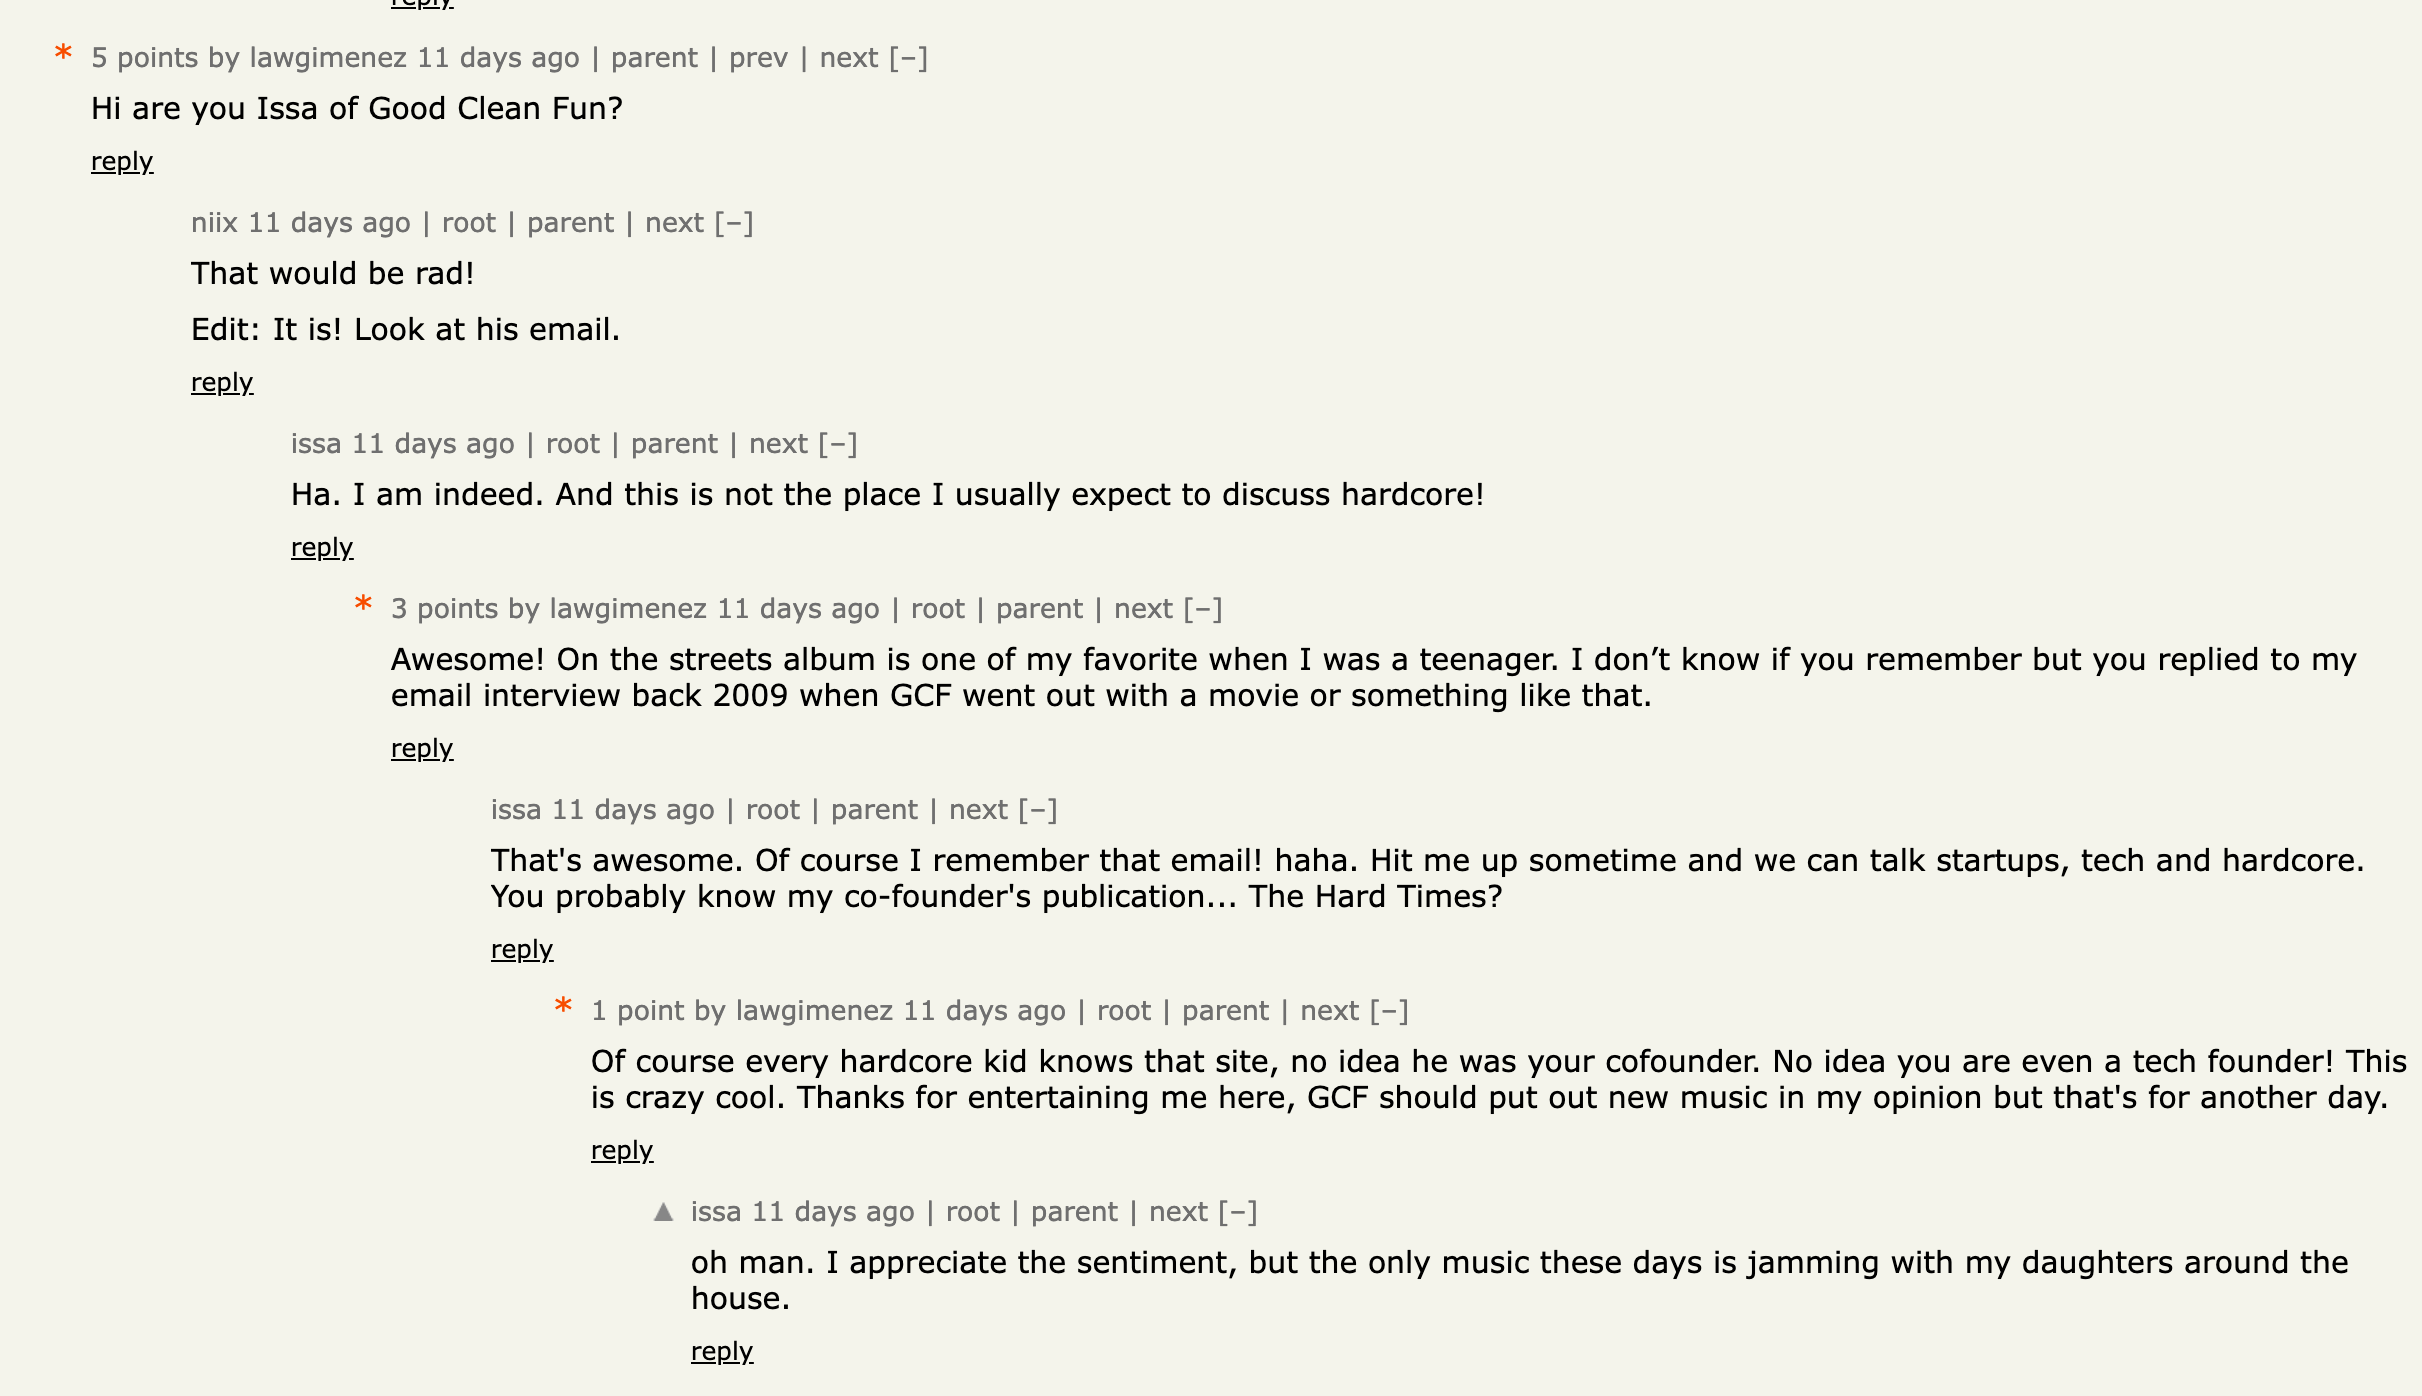 reply
* 5 points by lawgimenez 11 days ago | parent | prev | next [–]
Hi are you Issa of Good Clean Fun?
reply
niix 11 days ago | root | parent | next [–]
That would be rad!
Edit: It is! Look at his email.
reply
issa 11 days ago | root | parent | next [–]
Ha. I am indeed. And this is not the place I usually expect to discuss hardcore!
reply
* 3 points by lawgimenez 11 days ago | root | parent | next [–]
Awesome! On the streets album is one of my favorite when I was a teenager. I don’t know if you remember but you replied to my
email interview back 2009 when GCF went out with a movie or something like that.
reply
issa 11 days ago | root | parent | next [–]
That's awesome. Of course I remember that email! haha. Hit me up sometime and we can talk startups, tech and hardcore.
You probably know my co-founder's publication... The Hard Times?
reply
* 1 point by lawgimenez 11 days ago | root | parent | next [–]
Of course every hardcore kid knows that site, no idea he was your cofounder. No idea you are even a tech founder! This
is crazy cool. Thanks for entertaining me here, GCF should put out new music in my opinion but that's for another day.
reply
▲ issa 11 days ago | root | parent | next [–]
oh man. I appreciate the sentiment, but the only music these days is jamming with my daughters around the
house.
reply